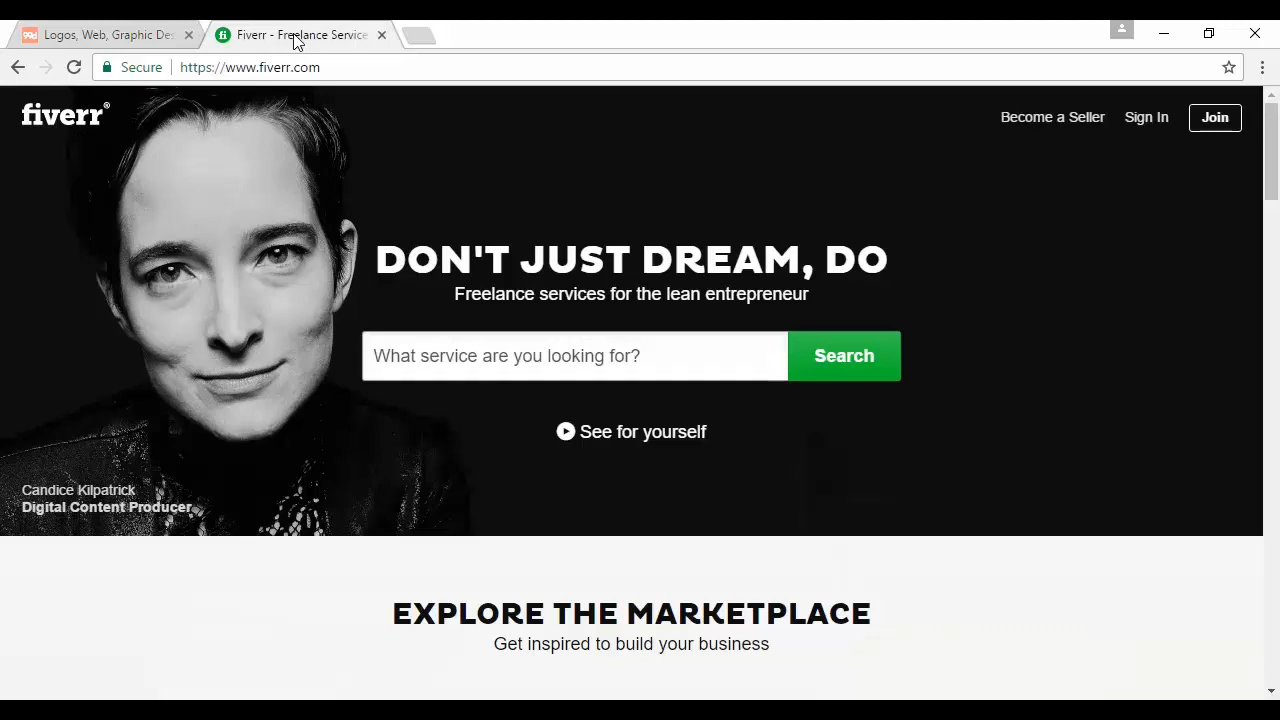 99d Logos, Web, Graphic Des
fi Fiverr - Freelance Service
Secure https://www.fiverr.com
fiverr®
Become a Seller Sign In Join
DON'T JUST DREAM, DO
Freelance services for the lean entrepreneur
What service are you looking for? Search
See for yourself
Candice Kilpatrick
Digital Content Producer
EXPLORE THE MARKETPLACE
Get inspired to build your business